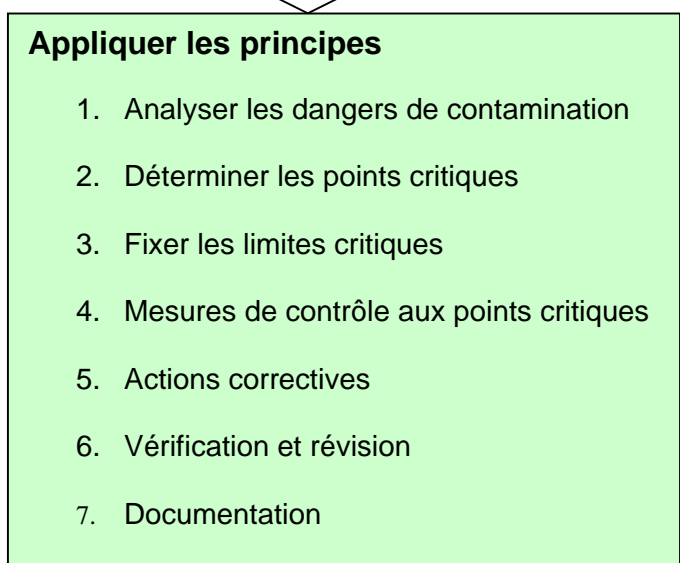 Appliquer les principes
1. Analyser les dangers de contamination
2. Déterminer les points critiques
3. Fixer les limites critiques
4. Mesures de contrôle aux points critiques
5. Actions correctives
6. Vérification et révision
7. Documentation